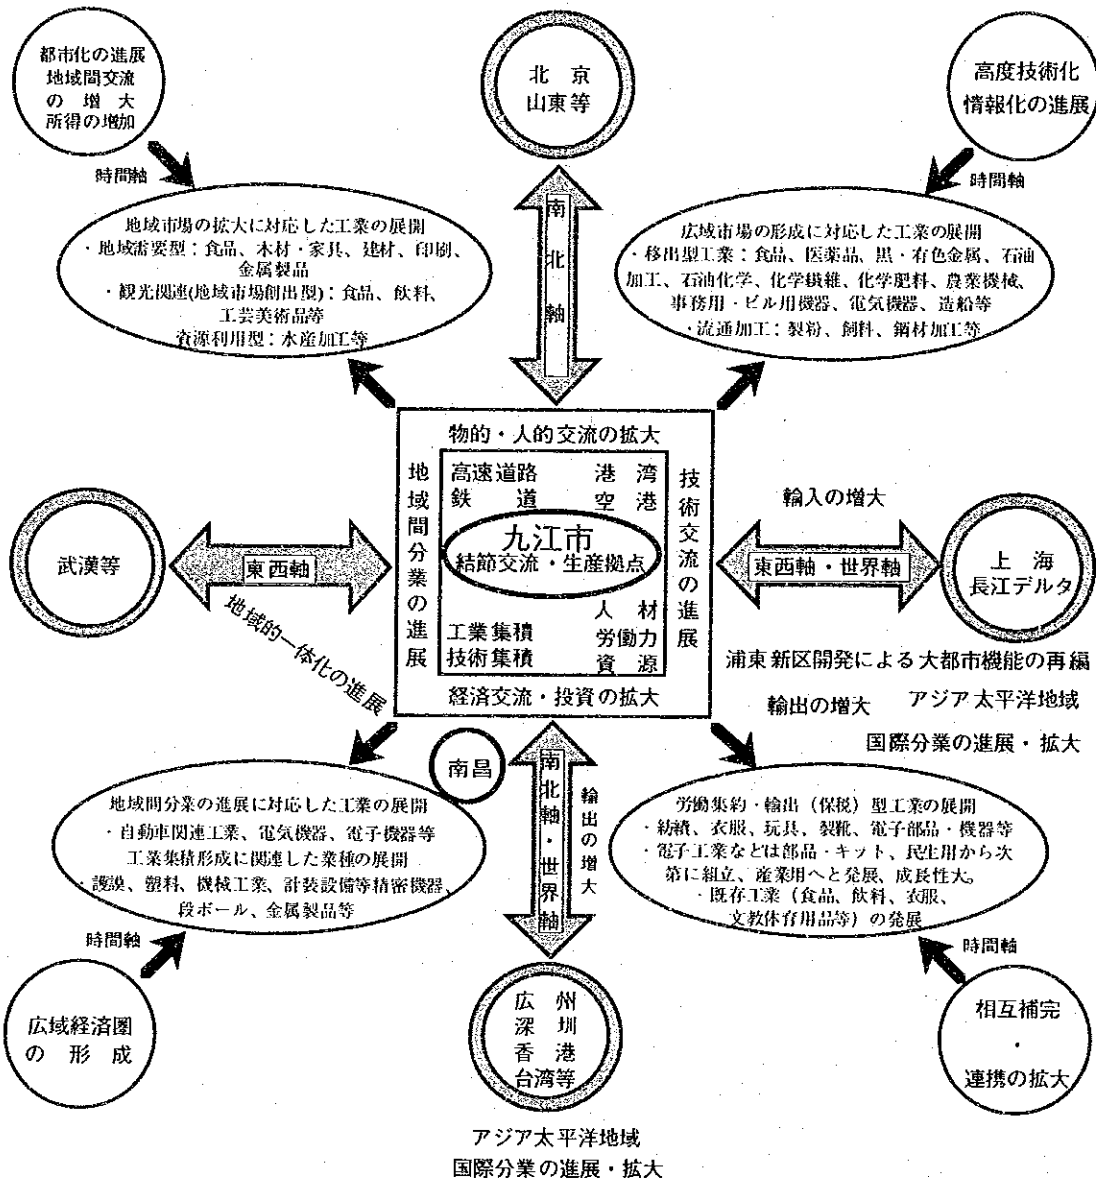 都市化の進展
地域間交流
の増大
所得の増加
北京
山東等
高度技術化
情報化の進展
時間軸
時間軸
地域市場の拡大に対応した工業の展開
・地域需要型：食品、木材・家具、建材、印刷、
金属製品
・観光関連(地域市場創出型)：食品、飲料、
工芸美術品等
資源利用型：水産加工等
南北軸
広域市場の形成に対応した工業の展開
・移出型工業：食品、医薬品、黒・有色金属、石油
加工、石油化学、化学繊維、化学肥料、農業機械、
事務用・ビル用機器、電気機器、造船等
・流通加工：製粉、飼料、鋼材加工等
物的・人的交流の拡大
地域間分業の進展
高速道路 港湾
鉄道 空港
九江市
結節交流・生産拠点
人材
工業集積 労働力
技術集積 資源
技術交流の進展
経済交流・投資の拡大
武漢等
東西軸
地域的一体化の進展
輸入の増大
東西軸・世界軸
上海
長江デルタ
浦東新区開発による大都市機能の再編
輸出の増大
アジア太平洋地域
国際分業の進展・拡大
南昌
南北軸・世界軸
輸出の増大
地域間分業の進展に対応した工業の展開
・自動車関連工業、電気機器、電子機器等
工業集積形成に関連した業種の展開
・護謨、塑料、機械工業、計装設備等精密機器、
段ボール、金属製品等
労働集約・輸出（保税）型工業の展開
・紡績、衣服、玩具、製靴、電子部品・機器等
・電子工業などは部品・キット、民生用から次
第に組立、産業用へと発展、成長性大。
・既存工業（食品、飲料、衣服、
文教体育用品等）の発展
時間軸
時間軸
広域経済圏
の形成
広州
深圳
香港
台湾等
相互補完
・
連携の拡大
アジア太平洋地域
国際分業の進展・拡大